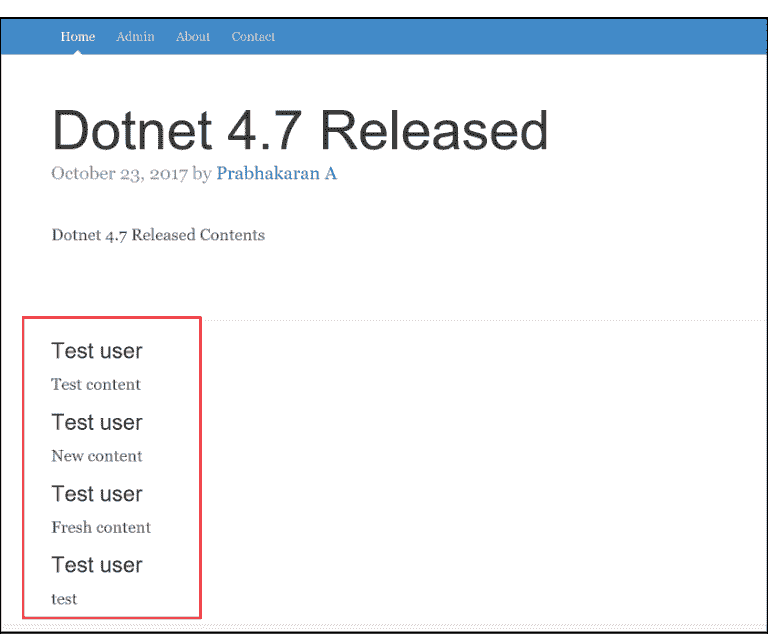 Home Admin About Contact
Dotnet 4.7 Released
October 23, 2017 by Prabhakaran A
Dotnet 4.7 Released Contents
Test user
Test content
Test user
New content
Test user
Fresh content
Test user
test